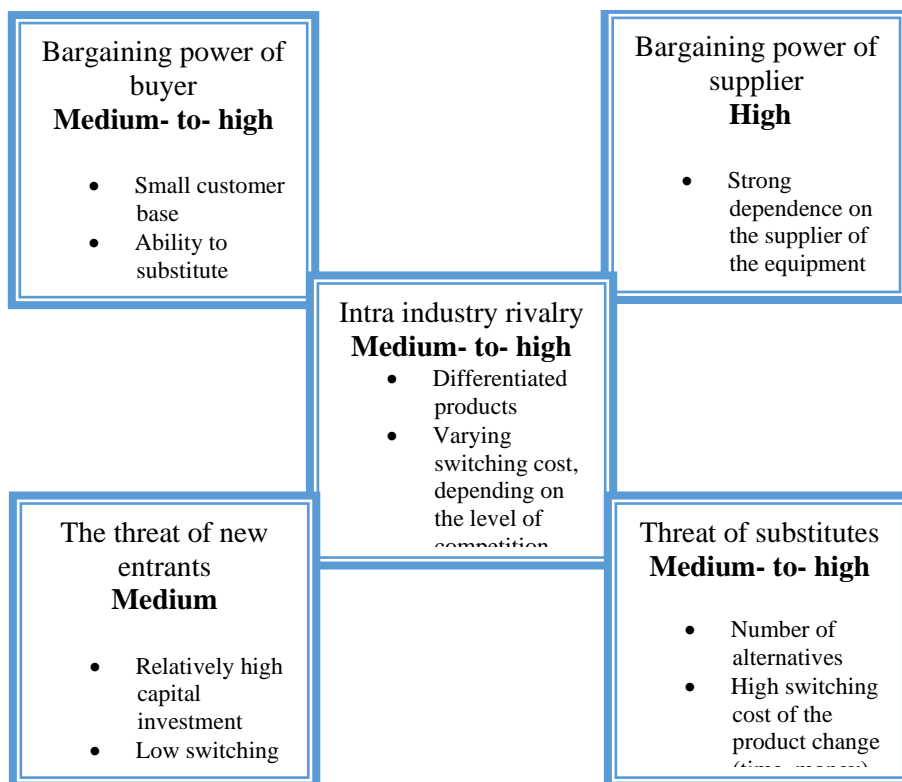 Bargaining power of
buyer
Medium- to- high
• Small customer
base
• Ability to
substitute
Bargaining power of
supplier
High
• Strong
dependence on
the supplier of
the equipment
Intra industry rivalry
Medium- to- high
• Differentiated
products
• Varying
switching cost,
depending on
the level of
competition
The threat of new
entrants
Medium
• Relatively high
capital
investment
• Low switching
Threat of substitutes
Medium- to- high
• Number of
alternatives
• High switching
cost of the
product change
(time, money)